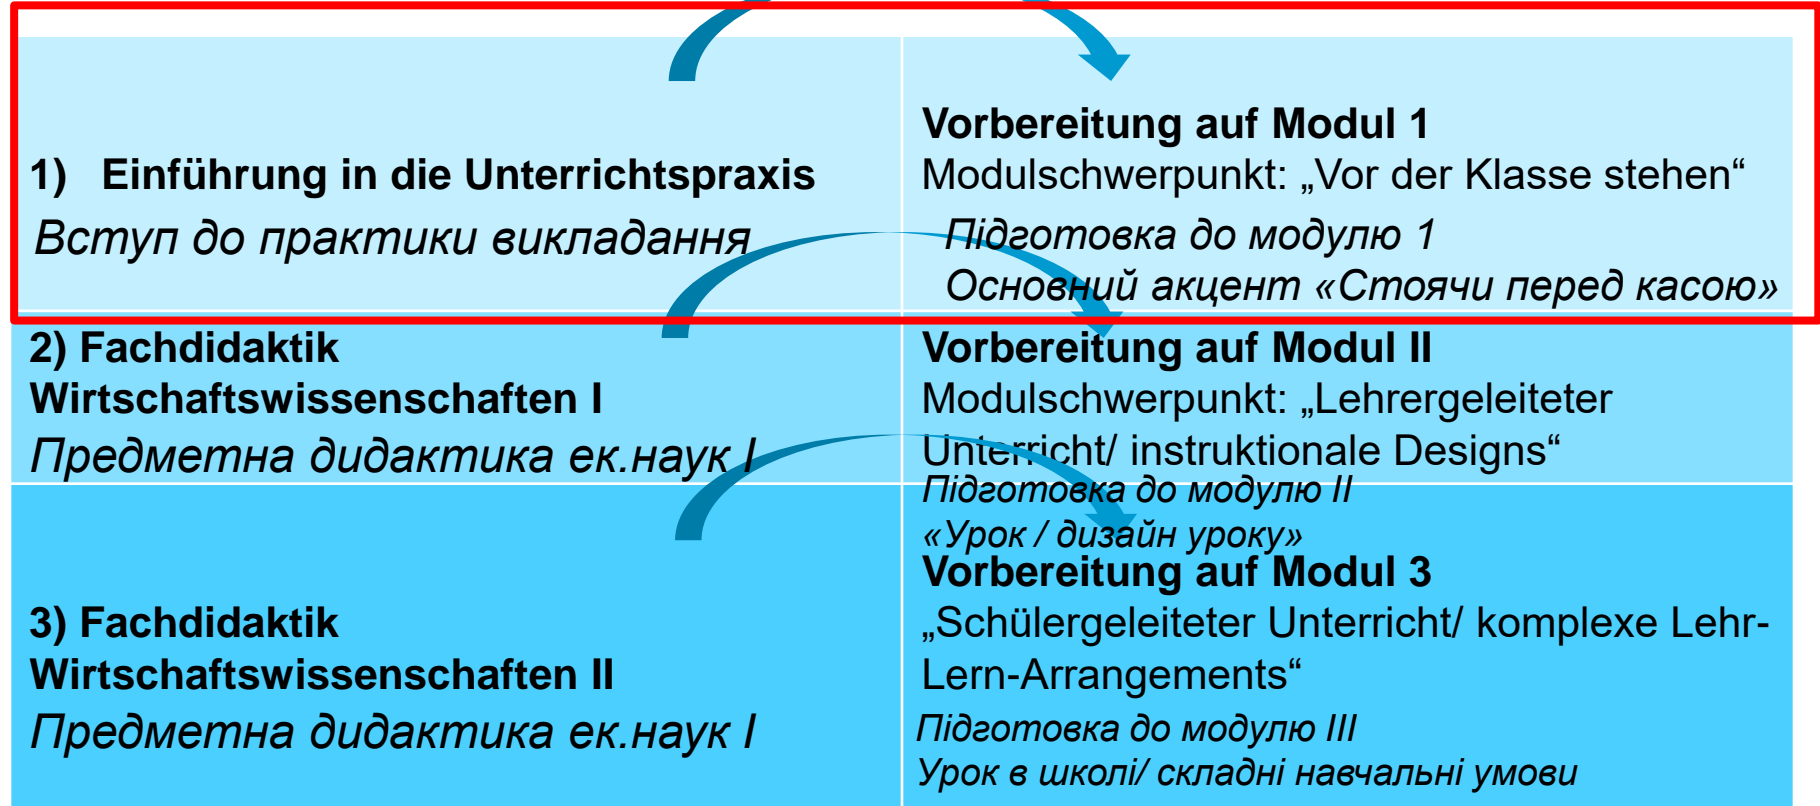 1) Einführung in die Unterrichtspraxis
Вступ до практики викладання
Vorbereitung auf Modul 1
Modulschwerpunkt: „Vor der Klasse stehen“
Підготовка до модулю 1
Основний акцент «Стоячи перед касою»
2) Fachdidaktik
Wirtschaftswissenschaften I
Предметна дидактика ек.наук І
Vorbereitung auf Modul II
Modulschwerpunkt: „Lehrergeleiteter
Unterricht/ instruktionale Designs“
Підготовка до модулю ІІ
«Урок / дизайн уроку»
3) Fachdidaktik
Wirtschaftswissenschaften II
Предметна дидактика ек.наук І
Vorbereitung auf Modul 3
„Schülergeleiteter Unterricht/ komplexe Lehr-
Lern-Arrangements“
Підготовка до модулю ІІІ
Урок в школі/ складні навчальні умови